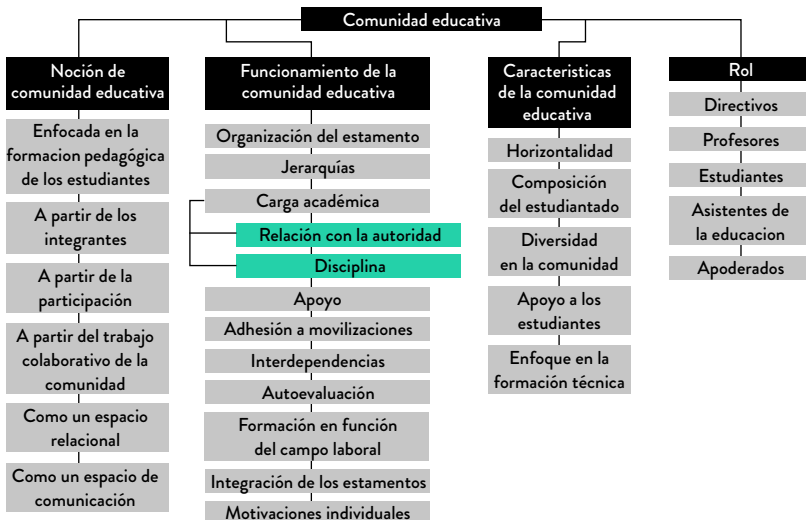 Comunidad educativa
Noción de
comunidad educativa
Enfocada en la
formacion pedagógica
de los estudiantes
A partir de los
integrantes
A partir de la
participación
A partir del trabajo
colaborativo de la
comunidad
Como un espacio
relacional
Como un espacio de
comunicación
Funcionamiento de la
comunidad educativa
Organización del estamento
Jerarquías
Carga académica
Relación con la autoridad
Disciplina
Apoyo
Adhesión a movilizaciones
Interdependencias
Autoevaluación
Formación en función
del campo laboral
Integración de los estamentos
Motivaciones individuales
Caracteristicas
de la comunidad
educativa
Horizontalidad
Composición
del estudiantado
Diversidad
en la comunidad
Apoyo a los
estudiantes
Enfoque en la
formación técnica
Rol
Directivos
Profesores
Estudiantes
Asistentes de
la educacion
Apoderados